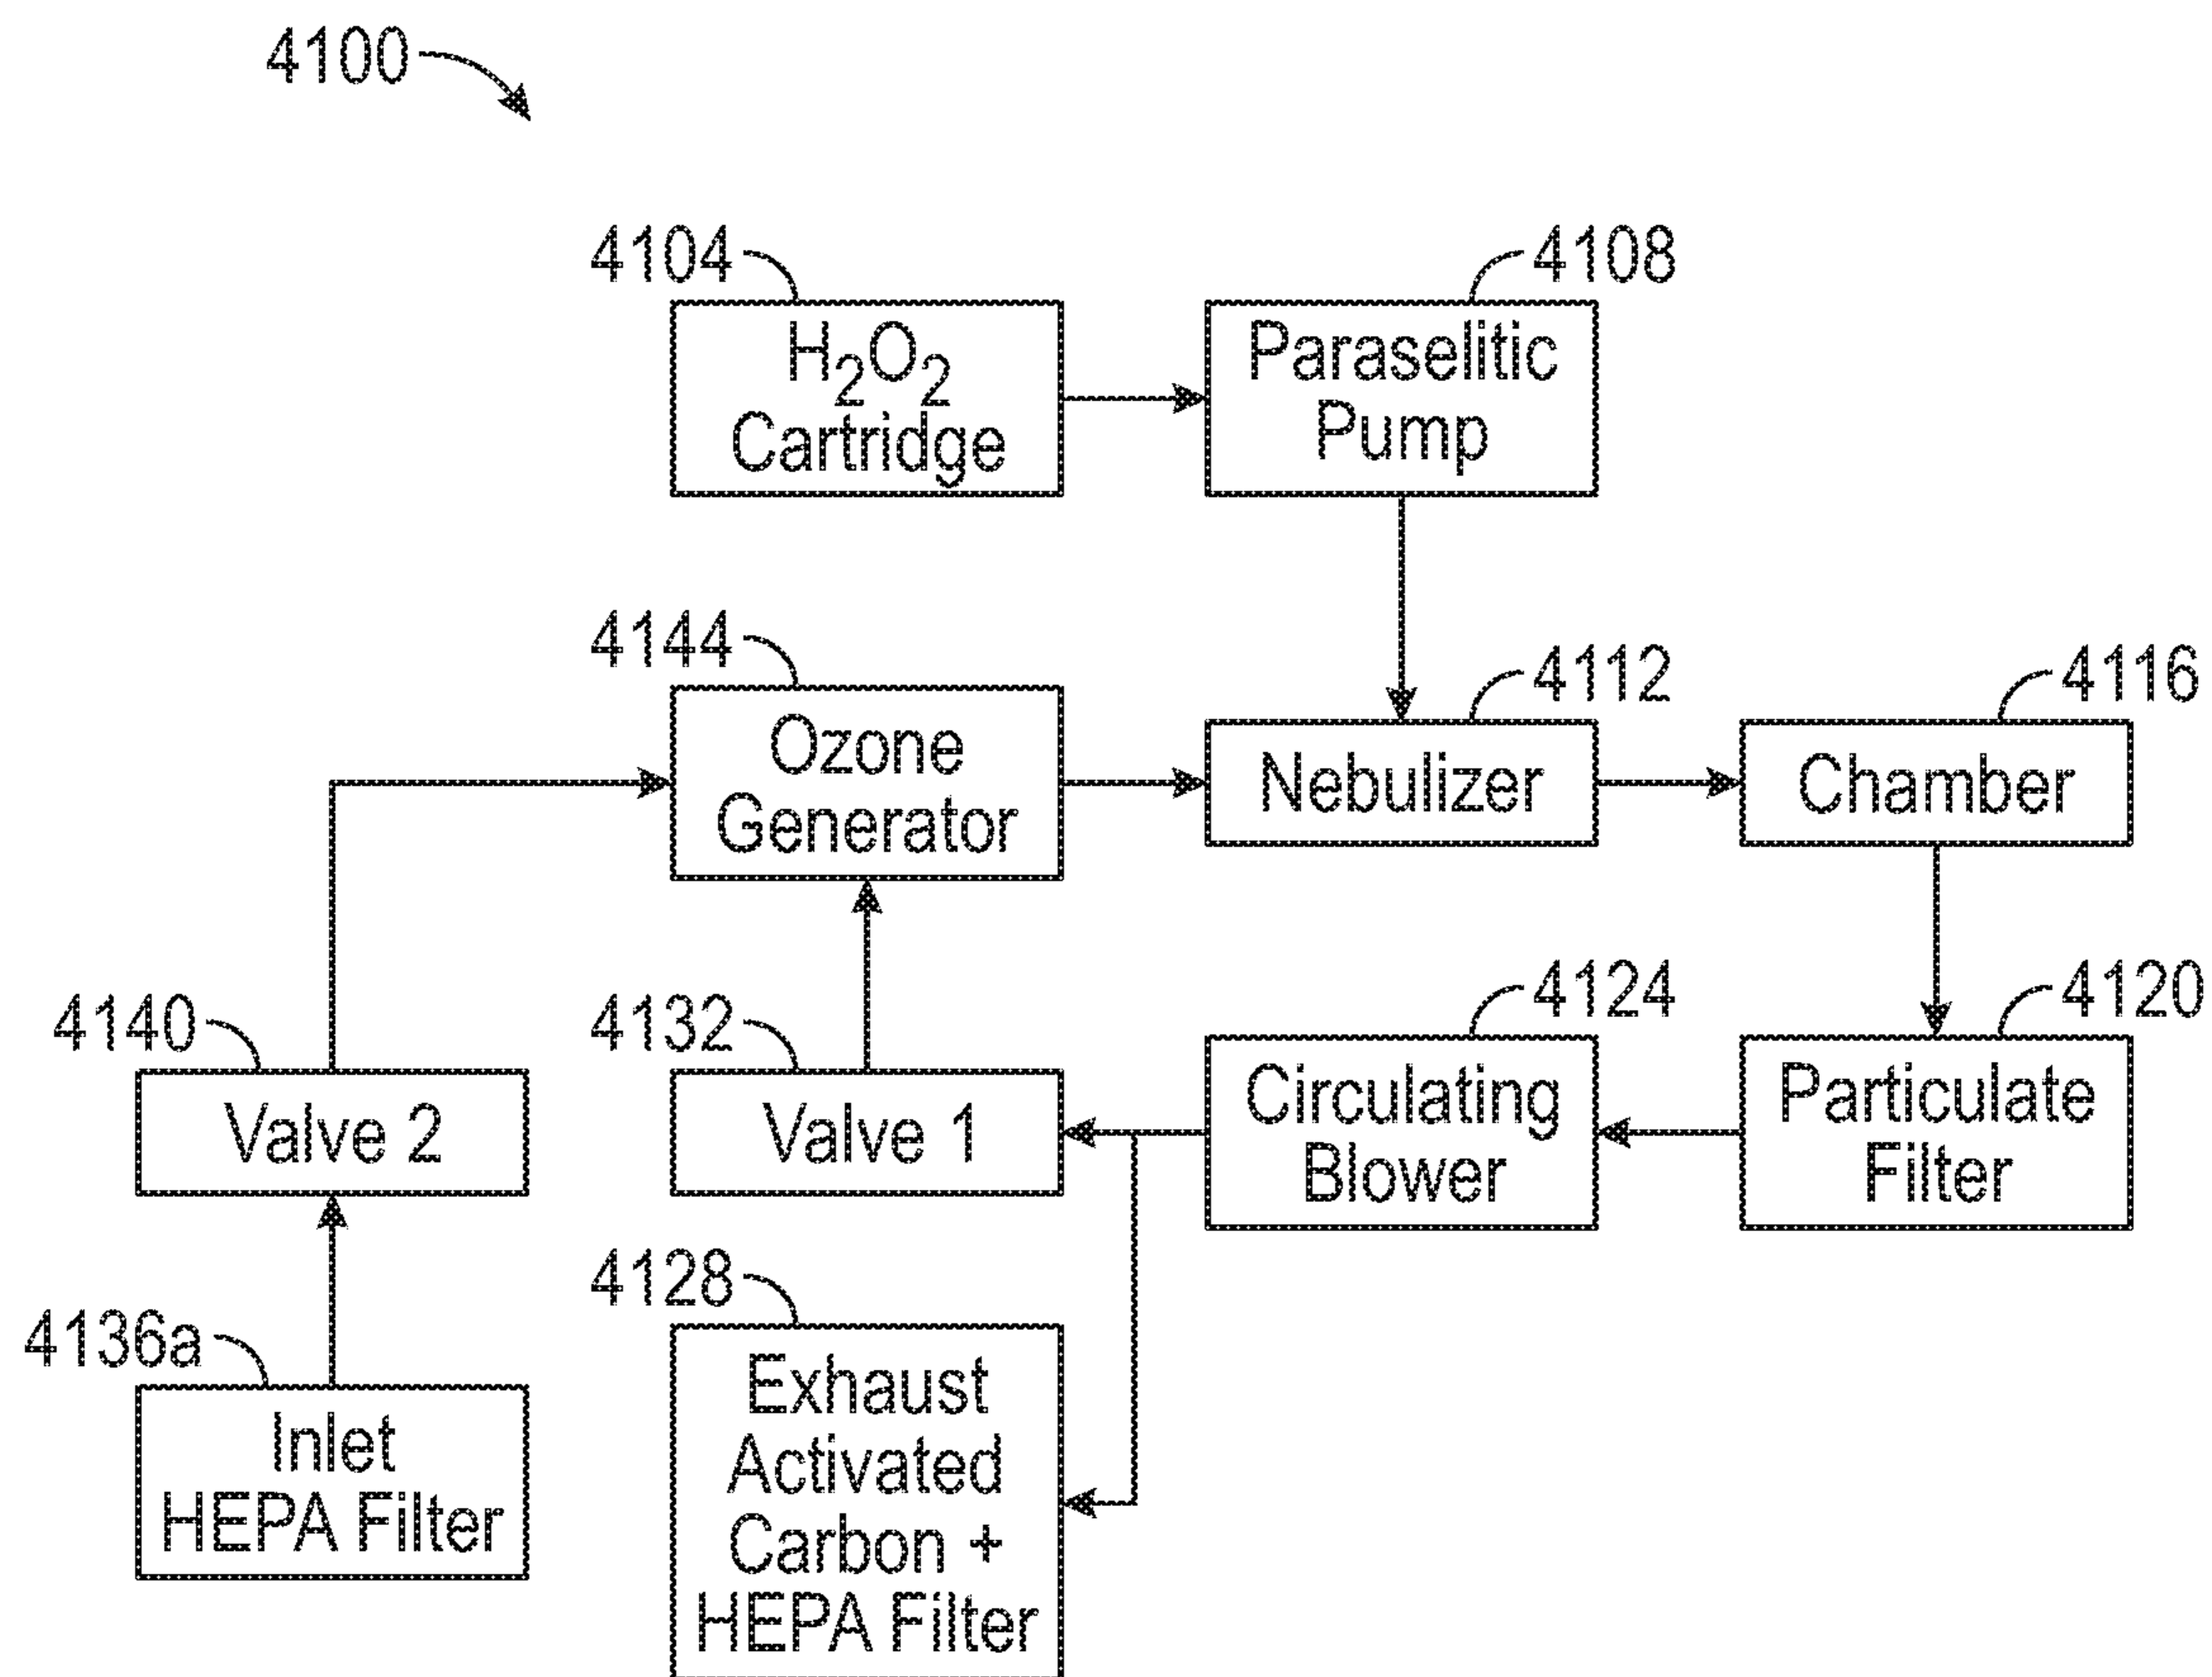 4100
4104
H₂O₂
Cartridge
4108
Paraselitic
Pump
4144
Ozone
Generator
4112
Nebulizer
4116
Chamber
4140
Valve 2
4132
Valve 1
4124
Circulating
Blower
4120
Particulate
Filter
4136a
Inlet
HEPA Filter
4128
Exhaust
Activated
Carbon +
HEPA Filter